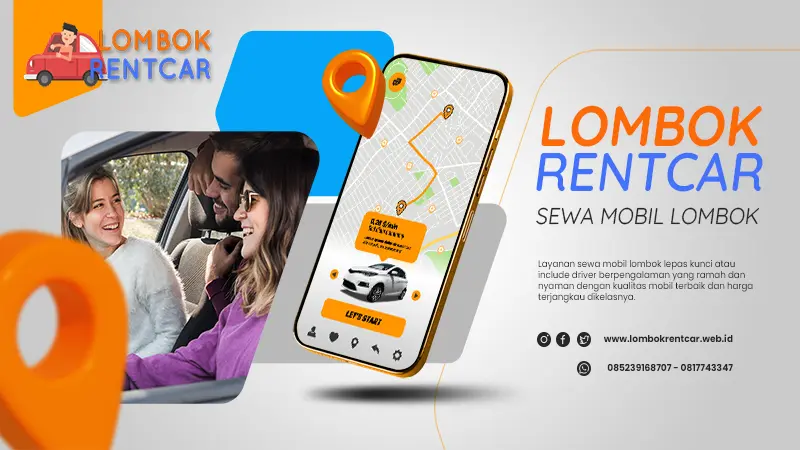 LOMBOK
RENTCAR
LOMBOK
RENTCAR
SEWA MOBIL LOMBOK
Layanan sewa mobil lombok lepas kunci atau
include driver berpengalaman yang ramah dan
nyaman dengan kualitas mobil terbaik dan harga
terjangkau dikelasnya.
www.lombokrentcar.web.id
085239168707 - 0817743347
LET'S START